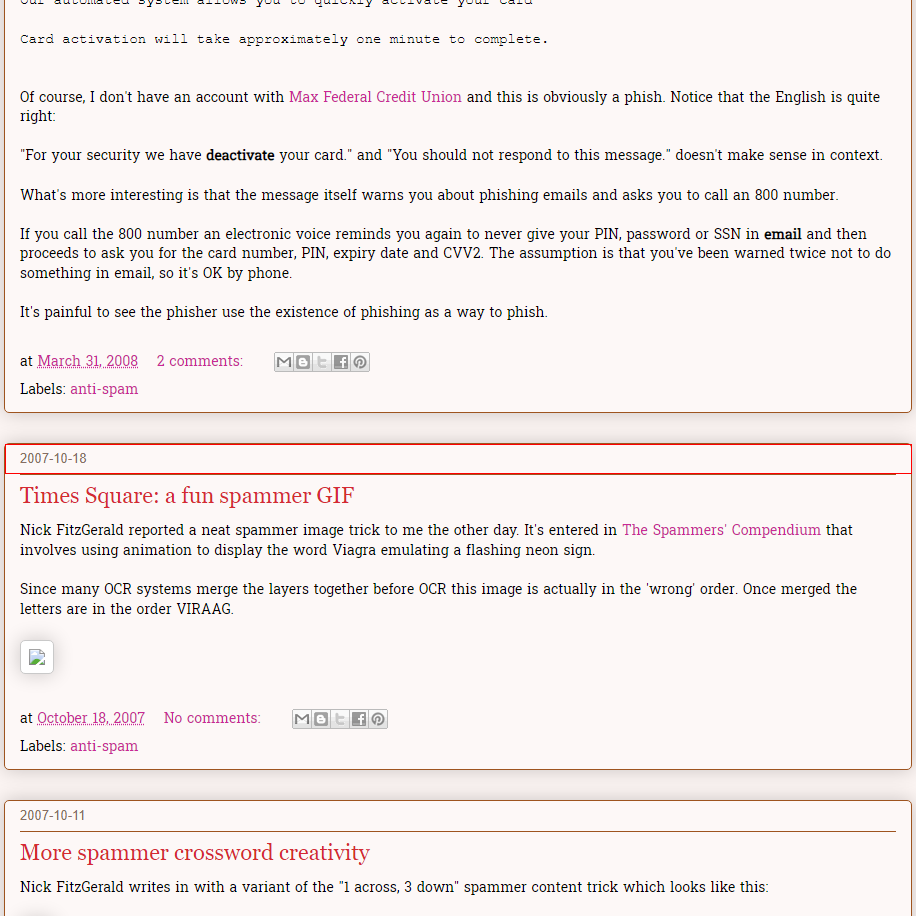 Our automated system allows you to quickly activate your card
Card activation will take approximately one minute to complete.
Of course, I don't have an account with Max Federal Credit Union and this is obviously a phish. Notice that the English is quite
right:
"For your security we have deactivate your card." and "You should not respond to this message." doesn't make sense in context.
What's more interesting is that the message itself warns you about phishing emails and asks you to call an 800 number.
If you call the 800 number an electronic voice reminds you again to never give your PIN, password or SSN in email and then
proceeds to ask you for the card number, PIN, expiry date and CVV2. The assumption is that you've been warned twice not to do
something in email, so it's OK by phone.
It's painful to see the phisher use the existence of phishing as a way to phish.
at March 31, 2008 2 comments:
Labels: anti-spam
2007-10-18
Times Square: a fun spammer GIF
Nick FitzGerald reported a neat spammer image trick to me the other day. It's entered in The Spammers' Compendium that
involves using animation to display the word Viagra emulating a flashing neon sign.
Since many OCR systems merge the layers together before OCR this image is actually in the 'wrong' order. Once merged the
letters are in the order VIRAAG.
at October 18, 2007 No comments:
Labels: anti-spam
2007-10-11
More spammer crossword creativity
Nick FitzGerald writes in with a variant of the "1 across, 3 down" spammer content trick which looks like this: